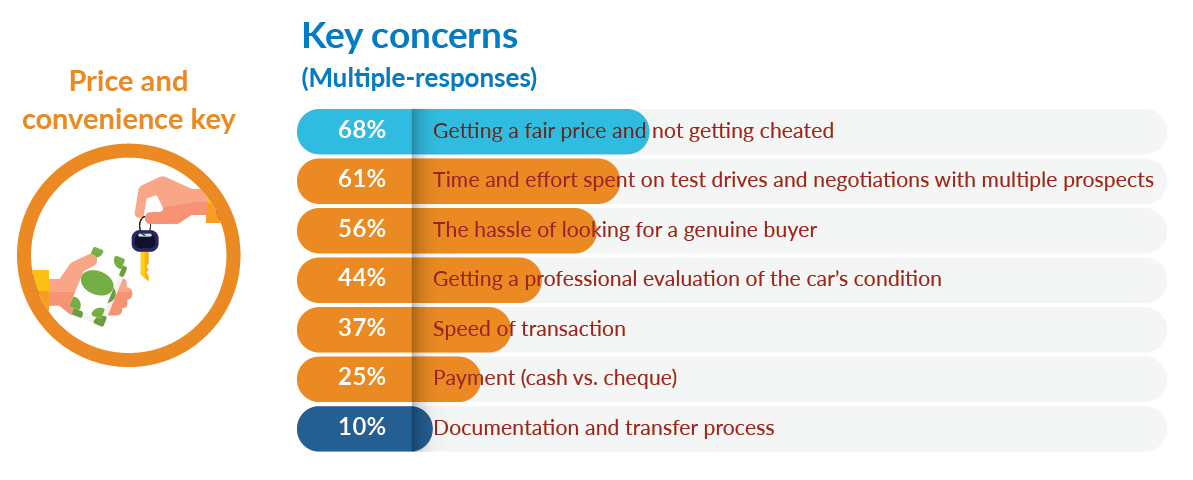 Price and
convenience key
Key concerns
(Multiple-responses)
68% Getting a fair price and not getting cheated
61% Time and effort spent on test drives and negotiations with multiple prospects
56% The hassle of looking for a genuine buyer
44% Getting a professional evaluation of the car’s condition
37% Speed of transaction
25% Payment (cash vs. cheque)
10% Documentation and transfer process